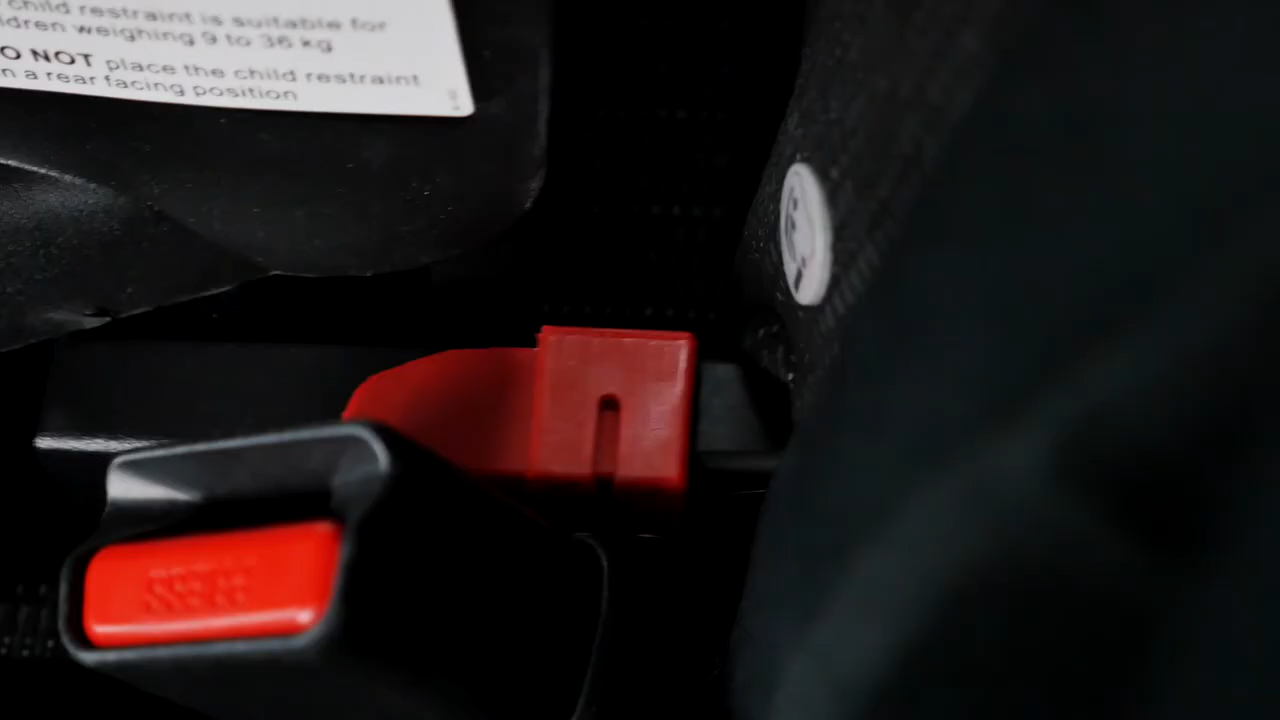 child restraint is suitable for
ldren weighing 9 to 36 kg
O NOT place the child restraint
n a rear facing position